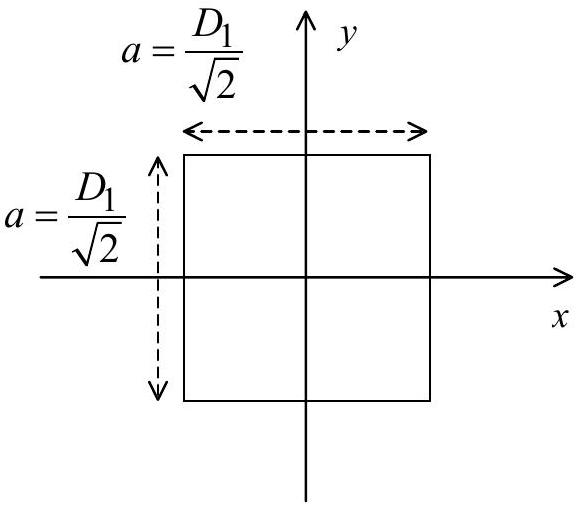 a = D₁/√2
y
a = D₁/√2
x